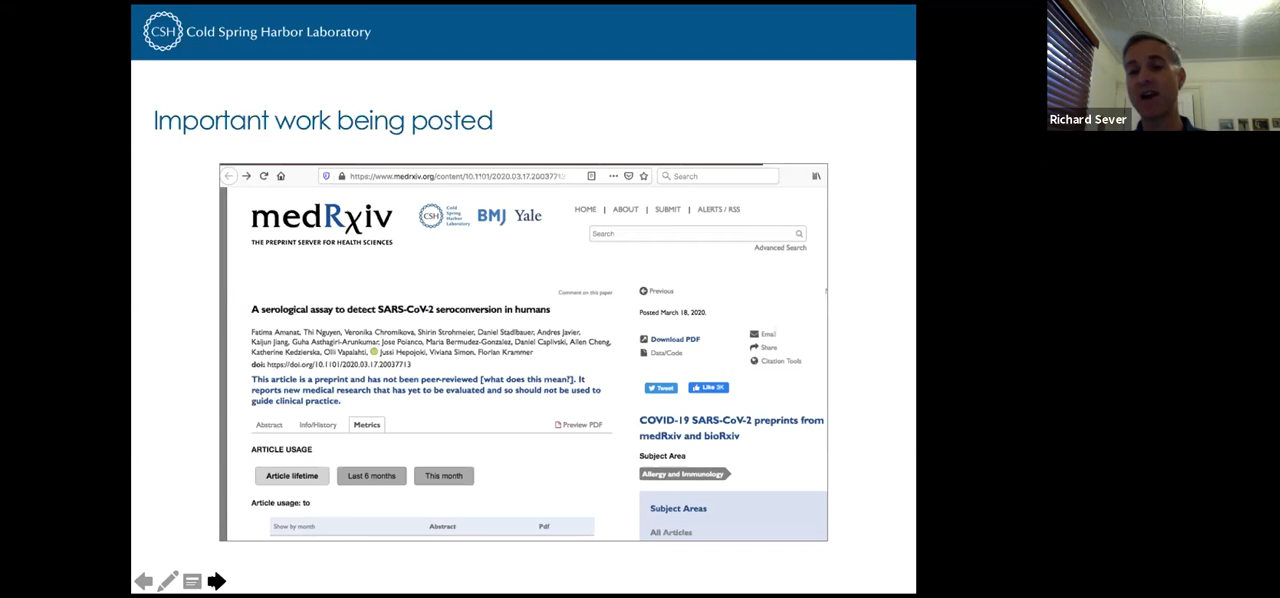 CSH Cold Spring Harbor Laboratory
Richard Sever
Important work being posted
https://www.medrxiv.org/content/10.1101/2020.03.17.2003771
Search
medRxiv
THE PREPRINT SERVER FOR HEALTH SCIENCES
CSH Cold Spring Harbor Laboratory
BMJ Yale
HOME | ABOUT | SUBMIT | ALERTS / RSS
Search
Advanced Search
Comment on this paper
A serological assay to detect SARS-CoV-2 seroconversion in humans
Fatima Amanat, Thi Nguyen, Veronika Chromikova, Shirin Strohmeier, Daniel Stadlbauer, Andres Javier,
Kaijun Jiang, Guha Asthagiri-Arunkumar, Jose Polanco, Maria Bermudez-Gonzalez, Daniel Caplivski, Allen Cheng,
Katherine Kedzierska, Olli Vapalahti, Jussi Hepojoki, Viviana Simon, Florian Krammer
doi: https://doi.org/10.1101/2020.03.17.20037713
This article is a preprint and has not been peer-reviewed [what does this mean?]. It
reports new medical research that has yet to be evaluated and so should not be used to
guide clinical practice.
Abstract Info/History Metrics Preview PDF
ARTICLE USAGE
Article lifetime Last 6 months This month
Article usage: to
Show by month Abstract Pdf
Previous
Posted March 18, 2020.
Download PDF
Data/Code
Email
Share
Citation Tools
Tweet Like 3K
COVID-19 SARS-CoV-2 preprints from
medRxiv and bioRxiv
Subject Area
Allergy and Immunology
Subject Areas
All Articles